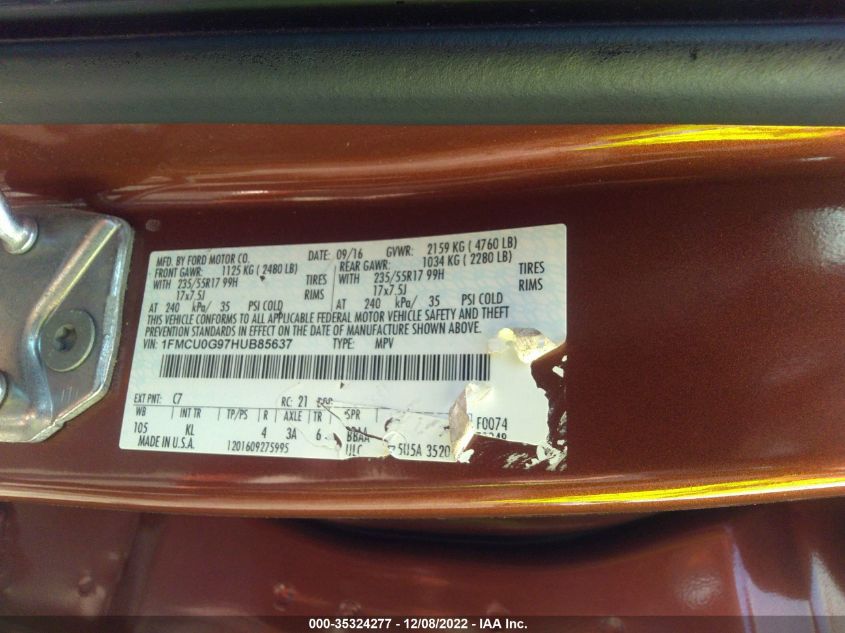 MFD. BY FORD MOTOR CO. DATE: 09/16 GVWR: 2159 KG ( 4760 LB)
FRONT GAWR: 1125 KG ( 2480 LB) REAR GAWR: 1034 KG ( 2280 LB)
WITH 235/55R17 99H TIRES WITH 235/55R17 99H TIRES
17x7.5J RIMS 17x7.5J RIMS
AT 240 kPa/ 35 PSI COLD AT 240 kPa/ 35 PSI COLD
THIS VEHICLE CONFORMS TO ALL APPLICABLE FEDERAL MOTOR VEHICLE SAFETY AND THEFT
PREVENTION STANDARDS IN EFFECT ON THE DATE OF MANUFACTURE SHOWN ABOVE.
VIN: 1FMCU0G97HUB85637 TYPE: MPV
EXT PNT: C7 RC: 21
WB INT TR TP/PS R AXLE TR SPR F0074
105 KL 4 3A 6 BBAA
MADE IN U.S.A. 1201609275995 ULC SU5A 3520
000-35324277 - 12/08/2022 - IAA Inc.